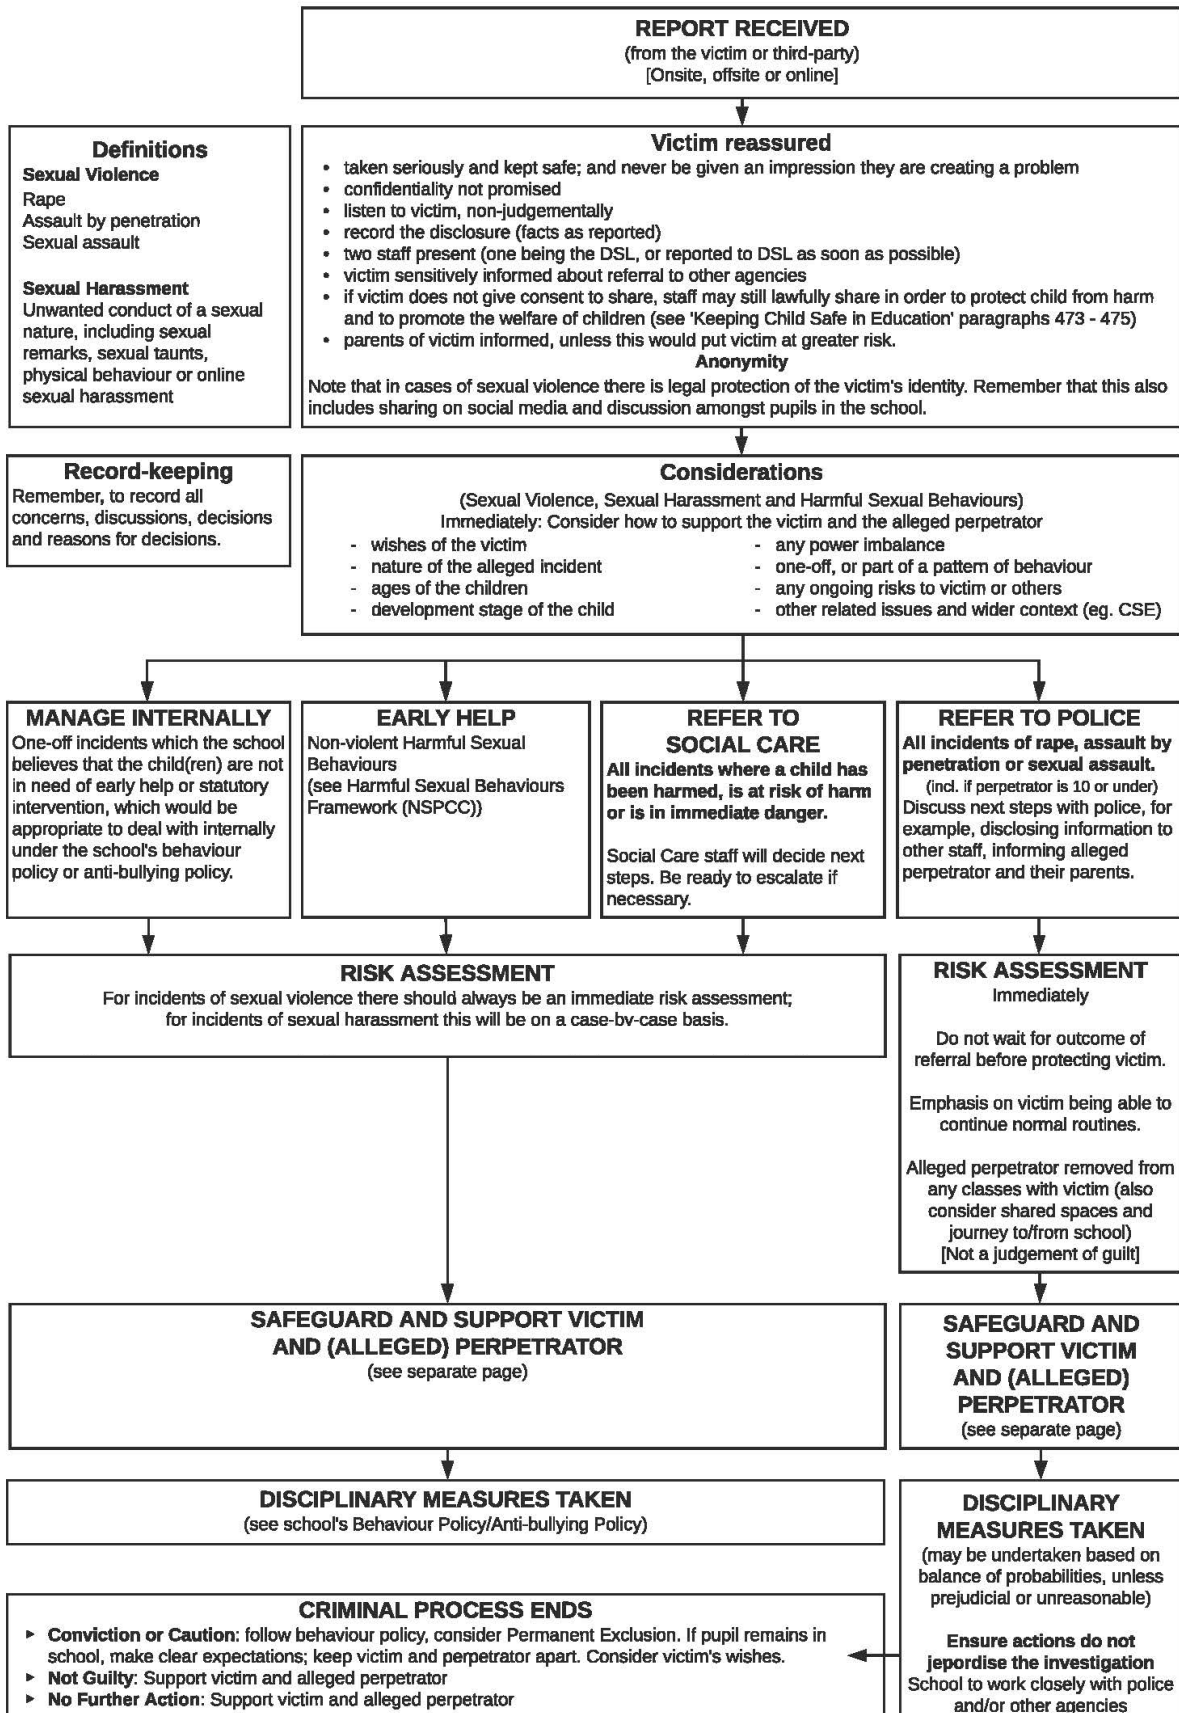 REPORT RECEIVED
(from the victim or third-party)
[Onsite, offsite or online]
Definitions
Sexual Violence
Rape
Assault by penetration
Sexual assault
Sexual Harassment
Unwanted conduct of a sexual
nature, including sexual
remarks, sexual taunts,
physical behaviour or online
sexual harassment
Victim reassured
• taken seriously and kept safe; and never be given an impression they are creating a problem
• confidentiality not promised
• listen to victim, non-judgementally
• record the disclosure (facts as reported)
• two staff present (one being the DSL, or reported to DSL as soon as possible)
• victim sensitively informed about referral to other agencies
• if victim does not give consent to share, staff may still lawfully share in order to protect child from harm
and to promote the welfare of children (see 'Keeping Child Safe in Education' paragraphs 473 - 475)
• parents of victim informed, unless this would put victim at greater risk.
Anonymity
Note that in cases of sexual violence there is legal protection of the victim's identity. Remember that this also
includes sharing on social media and discussion amongst pupils in the school.
Record-keeping
Remember, to record all
concerns, discussions, decisions
and reasons for decisions.
Considerations
(Sexual Violence, Sexual Harassment and Harmful Sexual Behaviours)
Immediately: Consider how to support the victim and the alleged perpetrator
- wishes of the victim
- nature of the alleged incident
- ages of the children
- development stage of the child
- any power imbalance
- one-off, or part of a pattern of behaviour
- any ongoing risks to victim or others
- other related issues and wider context (eg. CSE)
MANAGE INTERNALLY
One-off incidents which the school
believes that the child(ren) are not
in need of early help or statutory
intervention, which would be
appropriate to deal with internally
under the school's behaviour
policy or anti-bullying policy.
EARLY HELP
Non-violent Harmful Sexual
Behaviours
(see Harmful Sexual Behaviours
Framework (NSPCC))
REFER TO
SOCIAL CARE
All incidents where a child has
been harmed, is at risk of harm
or is in immediate danger.
Social Care staff will decide next
steps. Be ready to escalate if
necessary.
REFER TO POLICE
All incidents of rape, assault by
penetration or sexual assault.
(incl. if perpetrator is 10 or under)
Discuss next steps with police, for
example, disclosing information to
other staff, informing alleged
perpetrator and their parents.
RISK ASSESSMENT
For incidents of sexual violence there should always be an immediate risk assessment;
for incidents of sexual harassment this will be on a case-by-case basis.
RISK ASSESSMENT
Immediately
Do not wait for outcome of
referral before protecting victim.
Emphasis on victim being able to
continue normal routines.
Alleged perpetrator removed from
any classes with victim (also
consider shared spaces and
journey to/from school)
[Not a judgement of guilt]
SAFEGUARD AND SUPPORT VICTIM
AND (ALLEGED) PERPETRATOR
(see separate page)
SAFEGUARD AND
SUPPORT VICTIM
AND (ALLEGED)
PERPETRATOR
(see separate page)
DISCIPLINARY MEASURES TAKEN
(see school's Behaviour Policy/Anti-bullying Policy)
DISCIPLINARY
MEASURES TAKEN
(may be undertaken based on
balance of probabilities, unless
prejudicial or unreasonable)
Ensure actions do not
jepordise the investigation
School to work closely with police
and/or other agencies
CRIMINAL PROCESS ENDS
▸ Conviction or Caution: follow behaviour policy, consider Permanent Exclusion. If pupil remains in
school, make clear expectations; keep victim and perpetrator apart. Consider victim's wishes.
▸ Not Guilty: Support victim and alleged perpetrator
▸ No Further Action: Support victim and alleged perpetrator